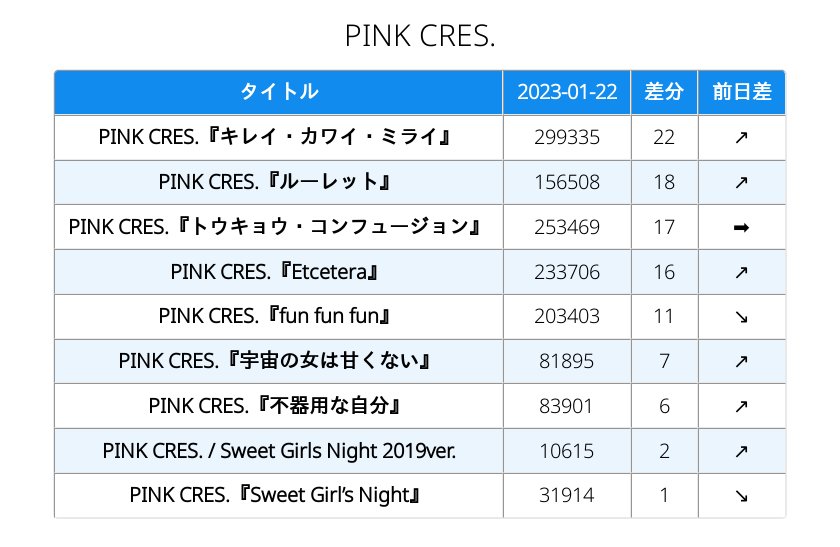 PINK CRES.
タイトル 2023-01-22 差分 前日差
PINK CRES.『キレイ・カワイ・ミライ』 299335 22 ↗
PINK CRES.『ルーレット』 156508 18 ↗
PINK CRES.『トウキョウ・コンフュージョン』 253469 17 ➡
PINK CRES.『Etcetera』 233706 16 ↗
PINK CRES.『fun fun fun』 203403 11 ↘
PINK CRES.『宇宙の女は甘くない』 81895 7 ↗
PINK CRES.『不器用な自分』 83901 6 ↗
PINK CRES. / Sweet Girls Night 2019ver. 10615 2 ↗
PINK CRES.『Sweet Girl’s Night』 31914 1 ↘